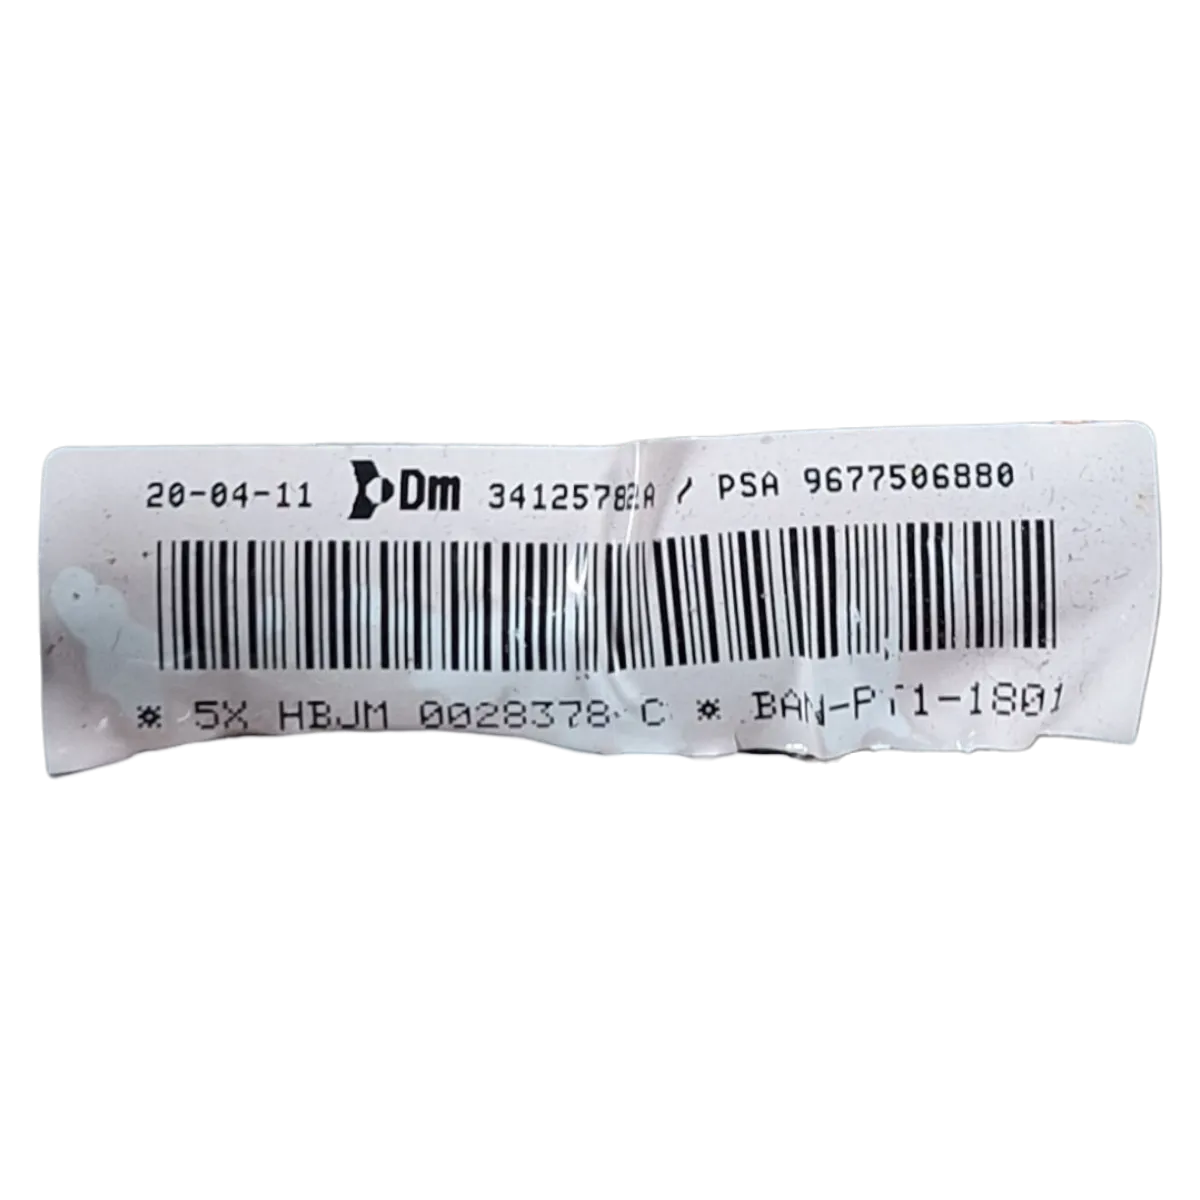 20-04-11 Dm 34125782A / PSA 9677506880
* 5X HBJM 0028378 C * BAN-PT1-1801